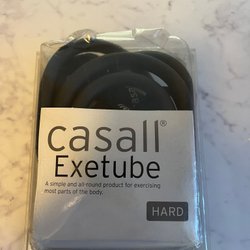 casall®
Exetube
A simple and all-round product for exercising
most parts of the body.
HARD